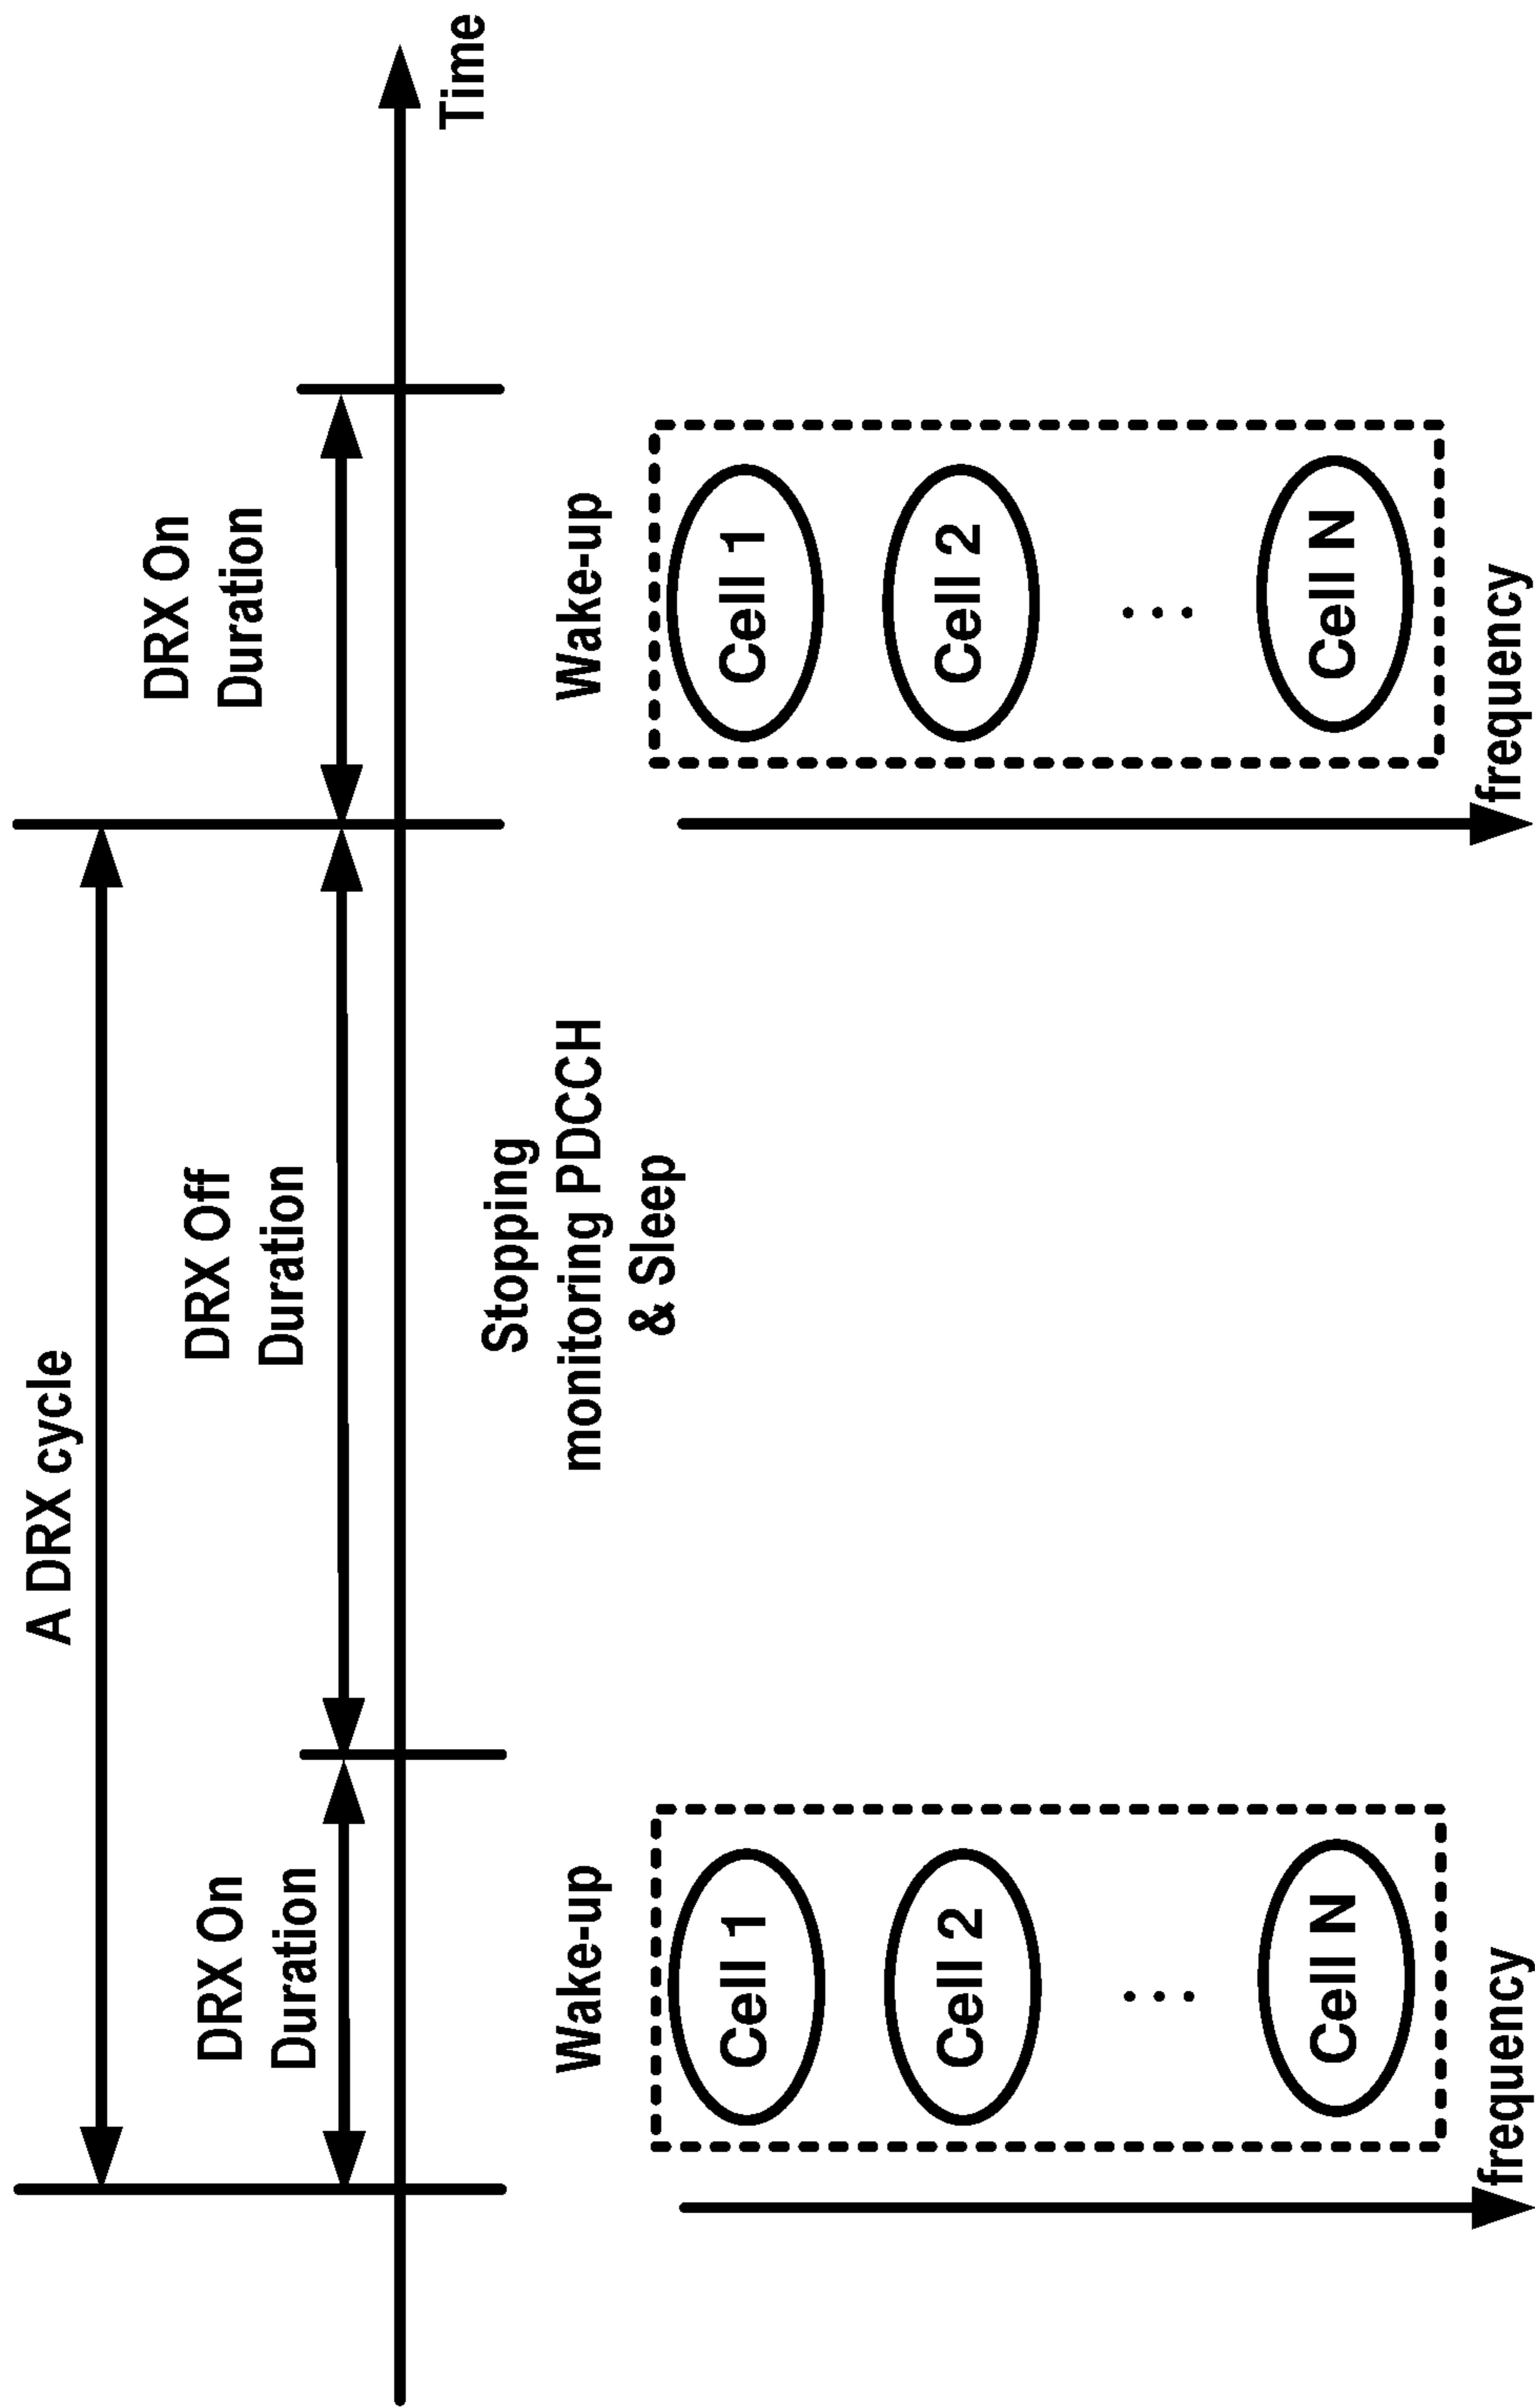 A DRX cycle
DRX On
Duration
DRX Off
Duration
DRX On
Duration
Time
Wake-up
Stopping
monitoring PDCCH
& Sleep
Wake-up
Cell 1
Cell 2
...
Cell N
frequency
Cell 1
Cell 2
...
Cell N
frequency